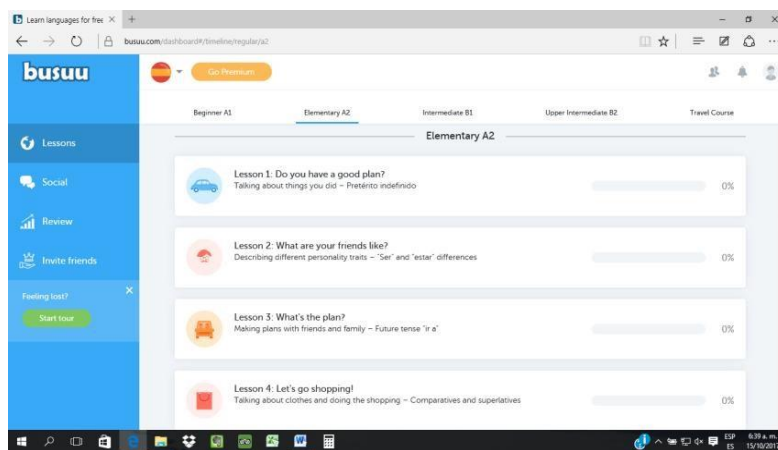 Learn languages for free
busuu.com/dashboard#/timeline/regular/a2
busuu
Go Premium
Beginner A1
Elementary A2
Intermediate B1
Upper Intermediate B2
Travel Course
Elementary A2
Lessons
Social
Review
Invite friends
Feeling lost?
Start tour
Lesson 1: Do you have a good plan?
Talking about things you did – Pretérito indefinido
0%
Lesson 2: What are your friends like?
Describing different personality traits – "Ser" and "estar" differences
0%
Lesson 3: What's the plan?
Making plans with friends and family – Future tense "ir a"
0%
Lesson 4: Let's go shopping!
Talking about clothes and doing the shopping – Comparatives and superlatives
0%
ESP
ES
6:39 a. m.
15/10/2017